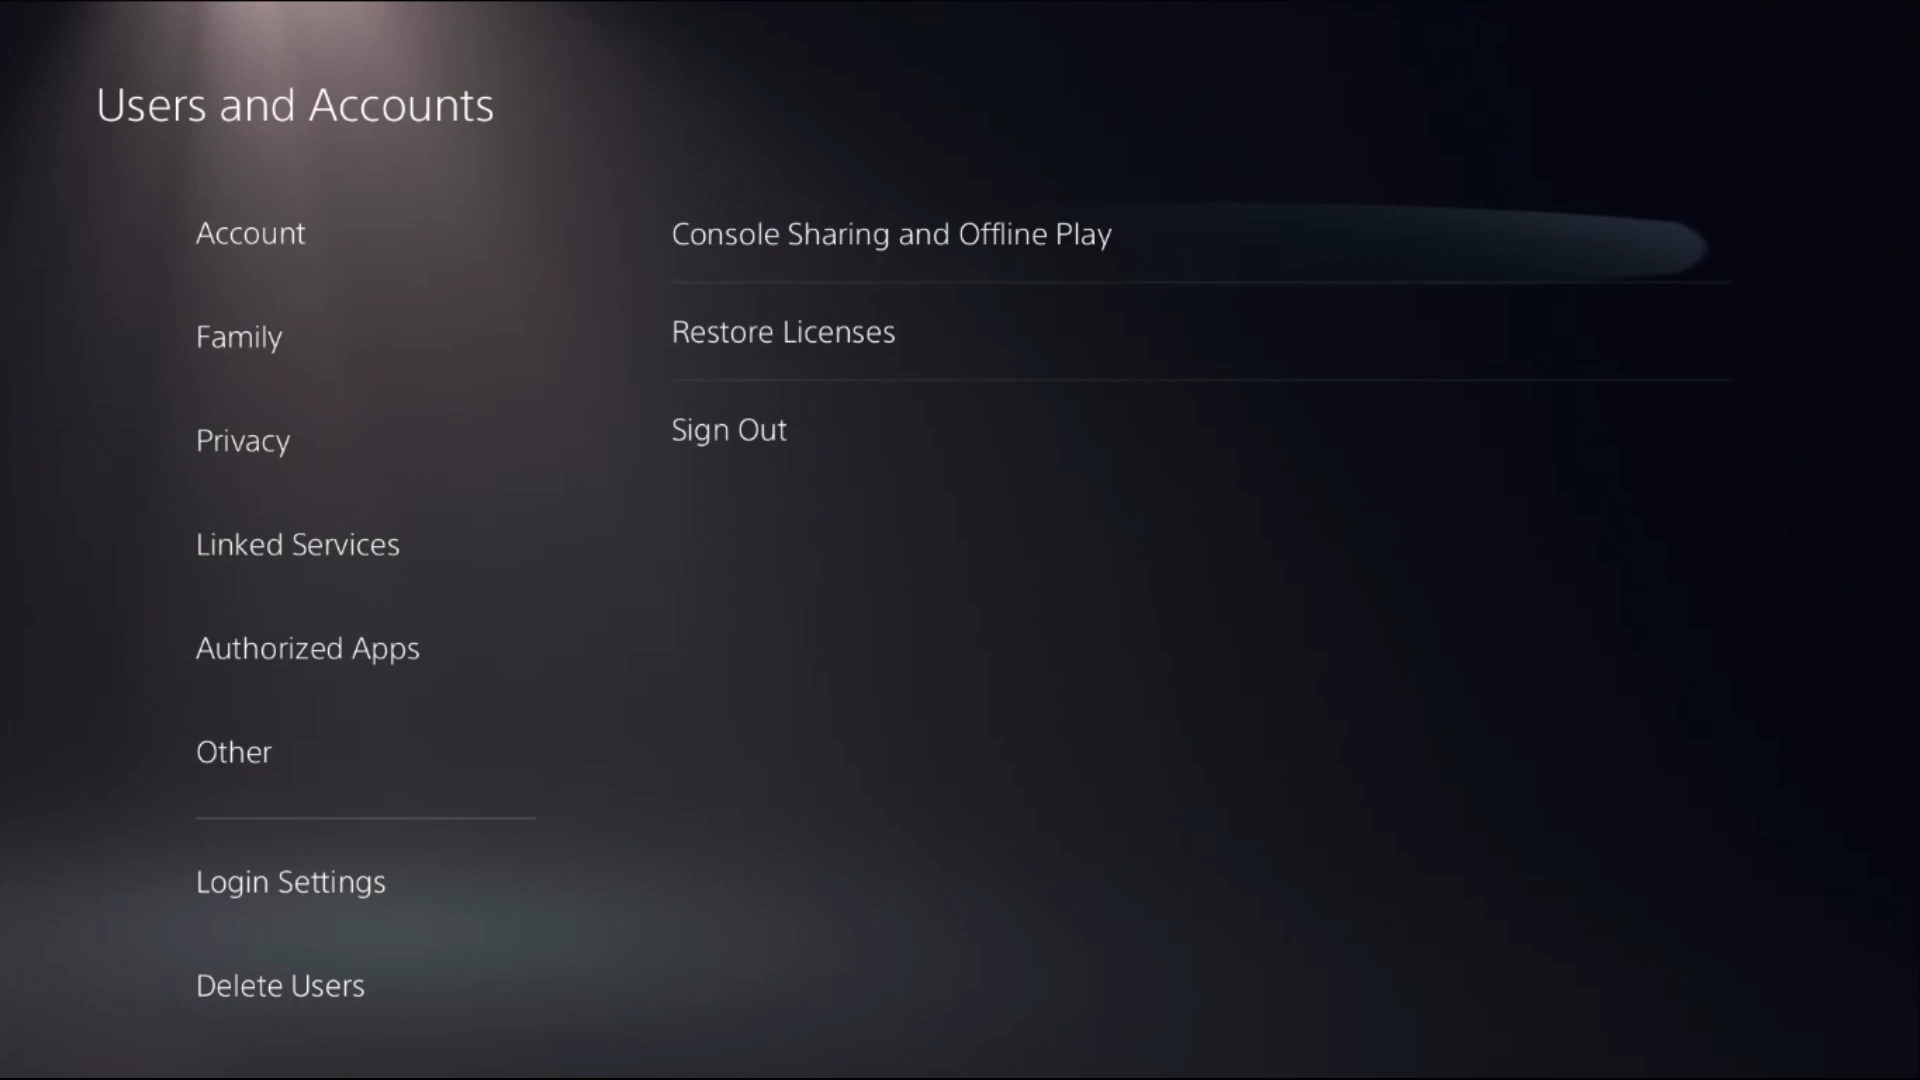 Users and Accounts
Account
Family
Privacy
Linked Services
Authorized Apps
Other
Login Settings
Delete Users
Console Sharing and Offline Play
Restore Licenses
Sign Out